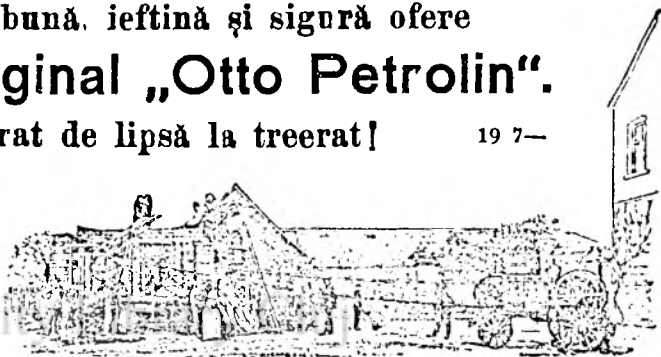 bună, ieftină și sigură ofere
ginal „Otto Petrolin“.
rat de lipsă la treerat!
19 7—